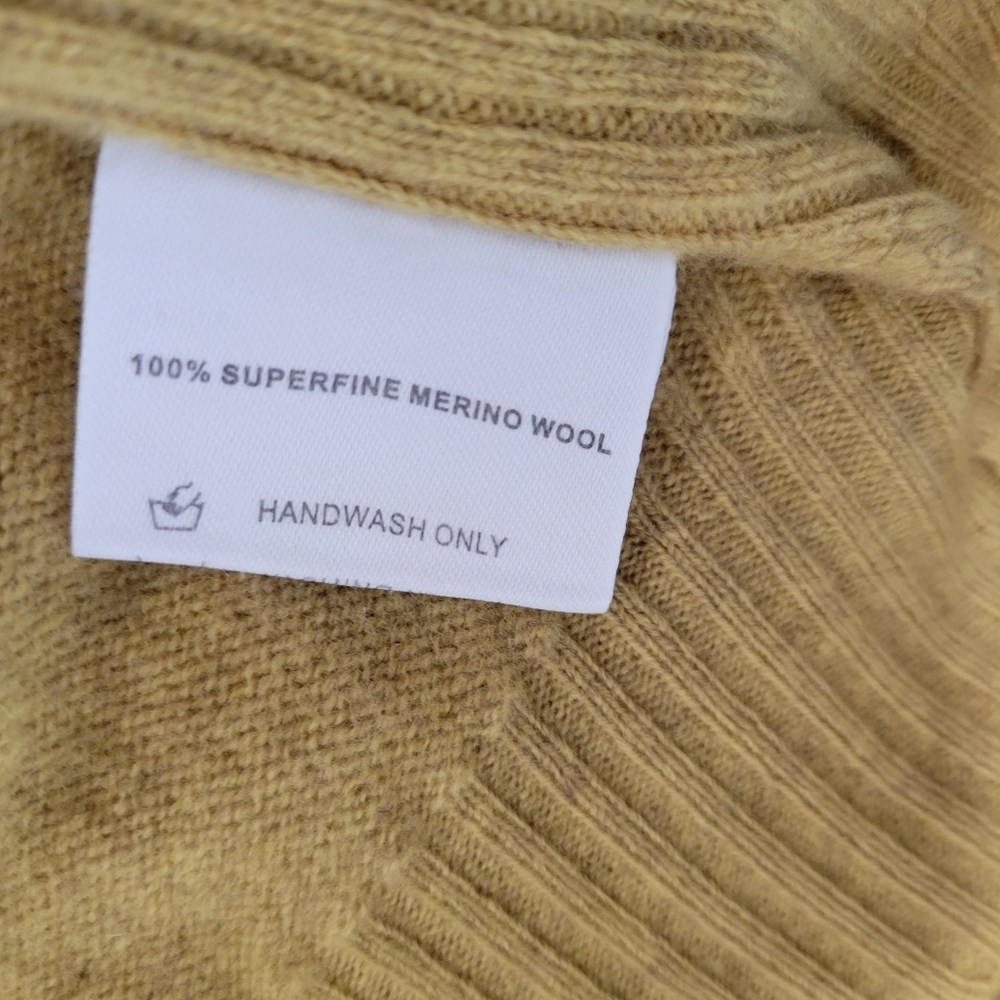 100% SUPERFINE MERINO WOOL
HANDWASH ONLY